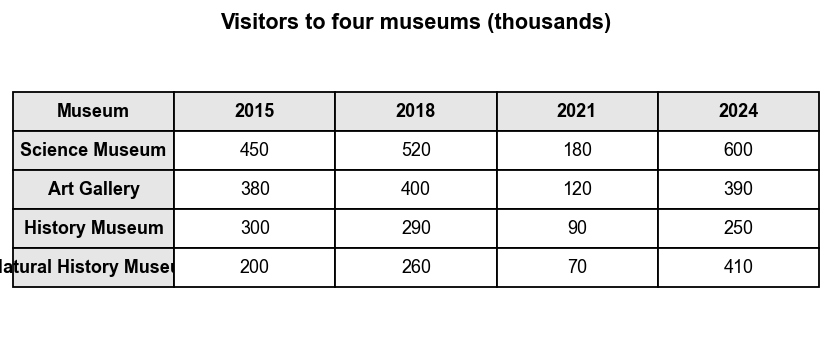 Visitors to four museums (thousands)
Museum 2015 2018 2021 2024
Science Museum 450 520 180 600
Art Gallery 380 400 120 390
History Museum 300 290 90 250
History 200 260 70 410